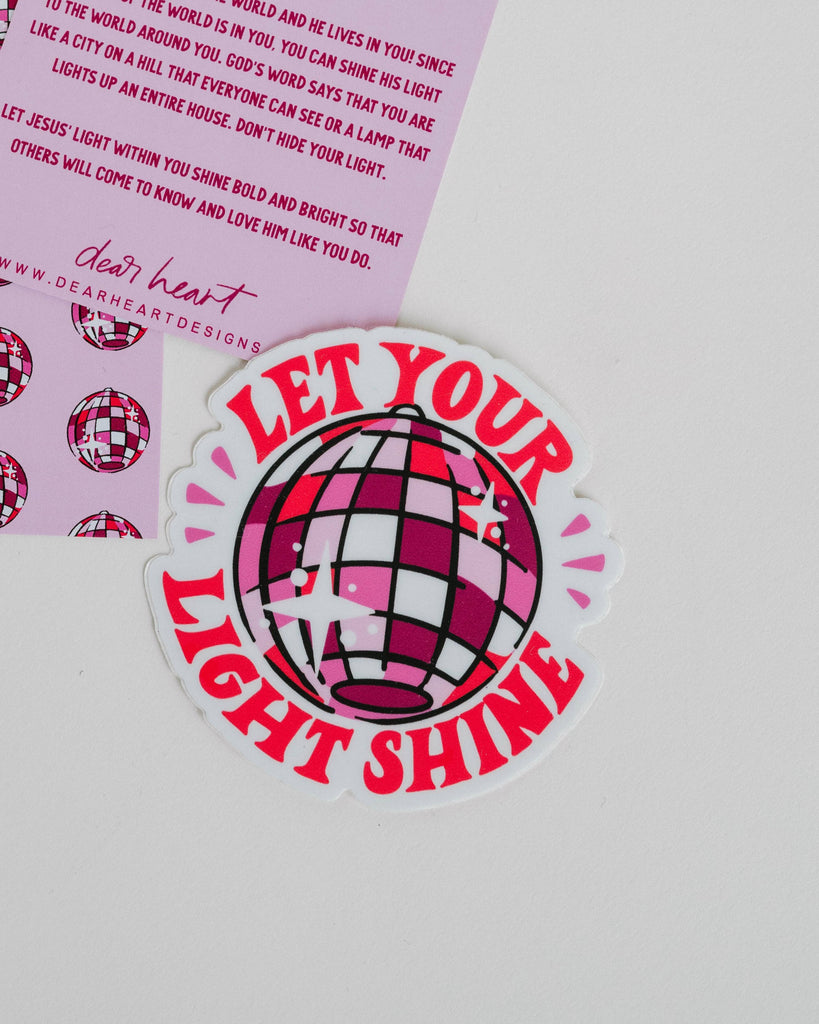 THE WORLD AND HE LIVES IN YOU! SINCE
OF THE WORLD IS IN YOU, YOU CAN SHINE HIS LIGHT
TO THE WORLD AROUND YOU. GOD'S WORD SAYS THAT YOU ARE
LIKE A CITY ON A HILL THAT EVERYONE CAN SEE OR A LAMP THAT
LIGHTS UP AN ENTIRE HOUSE. DON'T HIDE YOUR LIGHT.
LET JESUS' LIGHT WITHIN YOU SHINE BOLD AND BRIGHT SO THAT
OTHERS WILL COME TO KNOW AND LOVE HIM LIKE YOU DO.
dear heart
WWW.DEARHEARTDESIGNS
LET YOUR
LIGHT SHINE